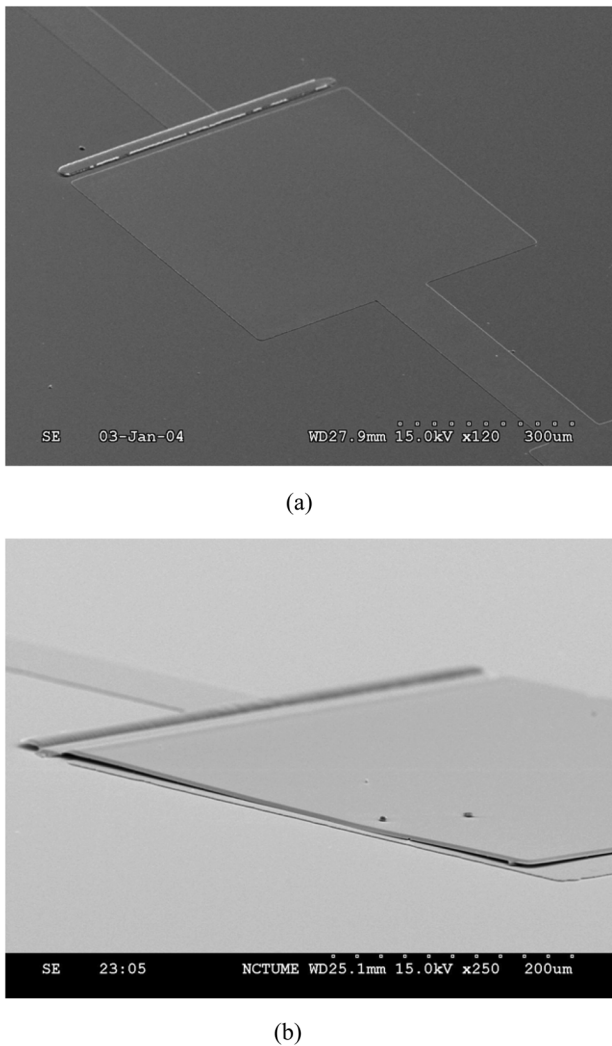 SE 03-Jan-04 WD27.9mm 15.0kV x120 300um
(a)
SE 23:05 NCTUME WD25.1mm 15.0kV x250 200um
(b)